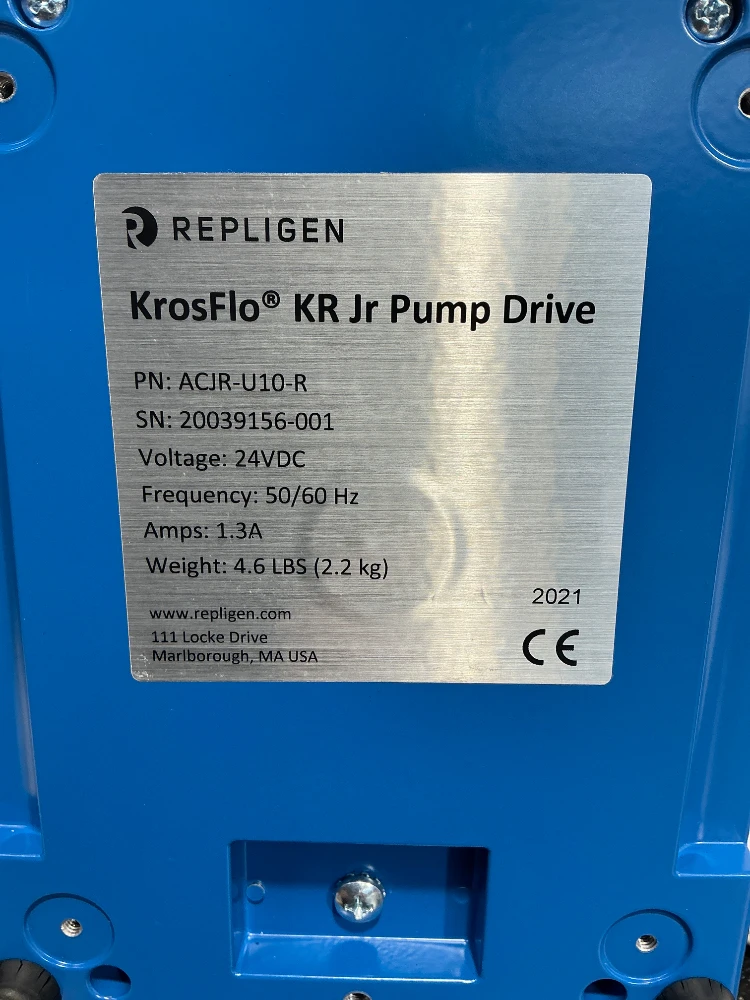 REPLIGEN
KrosFlo® KR Jr Pump Drive
PN: ACJR-U10-R
SN: 20039156-001
Voltage: 24VDC
Frequency: 50/60 Hz
Amps: 1.3A
Weight: 4.6 LBS (2.2 kg)
2021
www.repligen.com
111 Locke Drive
Marlborough, MA USA
CE